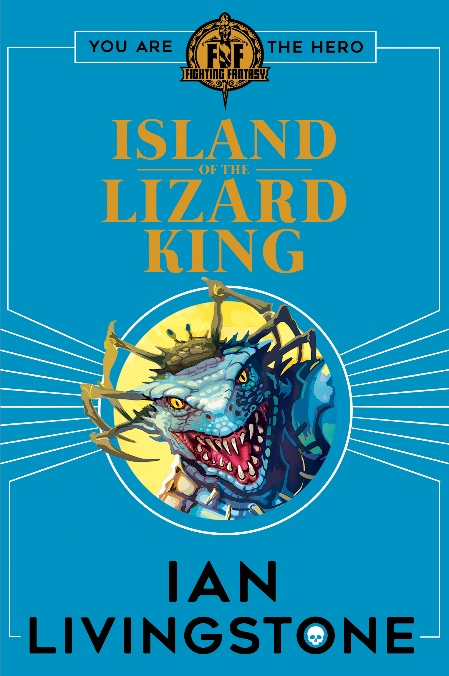 YOU ARE THE HERO
FF
FIGHTING FANTASY
ISLAND
OF THE
LIZARD
KING
IAN
LIVINGSTONE